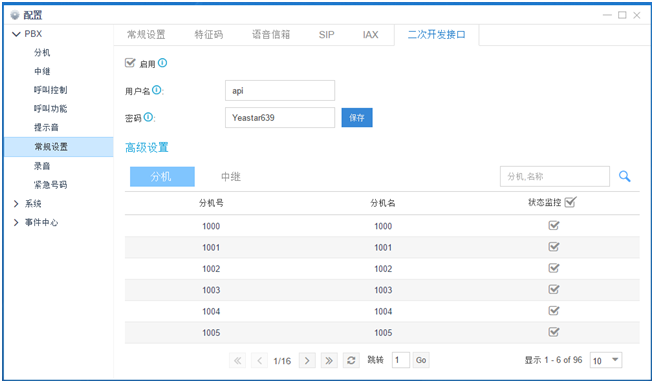 配置
PBX
分机
中继
呼叫控制
呼叫功能
提示音
常规设置
录音
紧急号码
系统
事件中心
常规设置 特征码 语音信箱 SIP IAX 二次开发接口
启用
用户名: api
密码: Yeastar639 保存
高级设置
分机 中继 分机,名称
分机号 分机名 状态监控
1000 1000
1001 1001
1002 1002
1003 1003
1004 1004
1005 1005
1/16 跳转 1 Go 显示 1 - 6 of 96 10